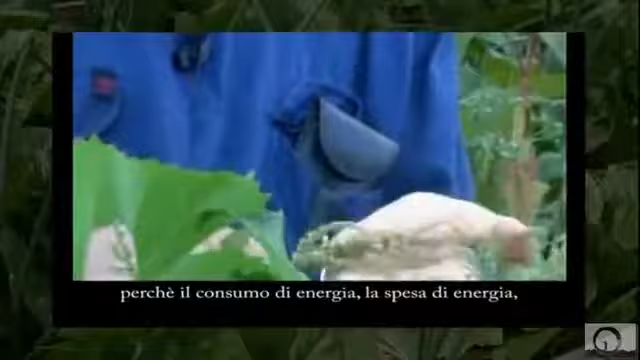 perchè il consumo di energia, la spesa di energia,